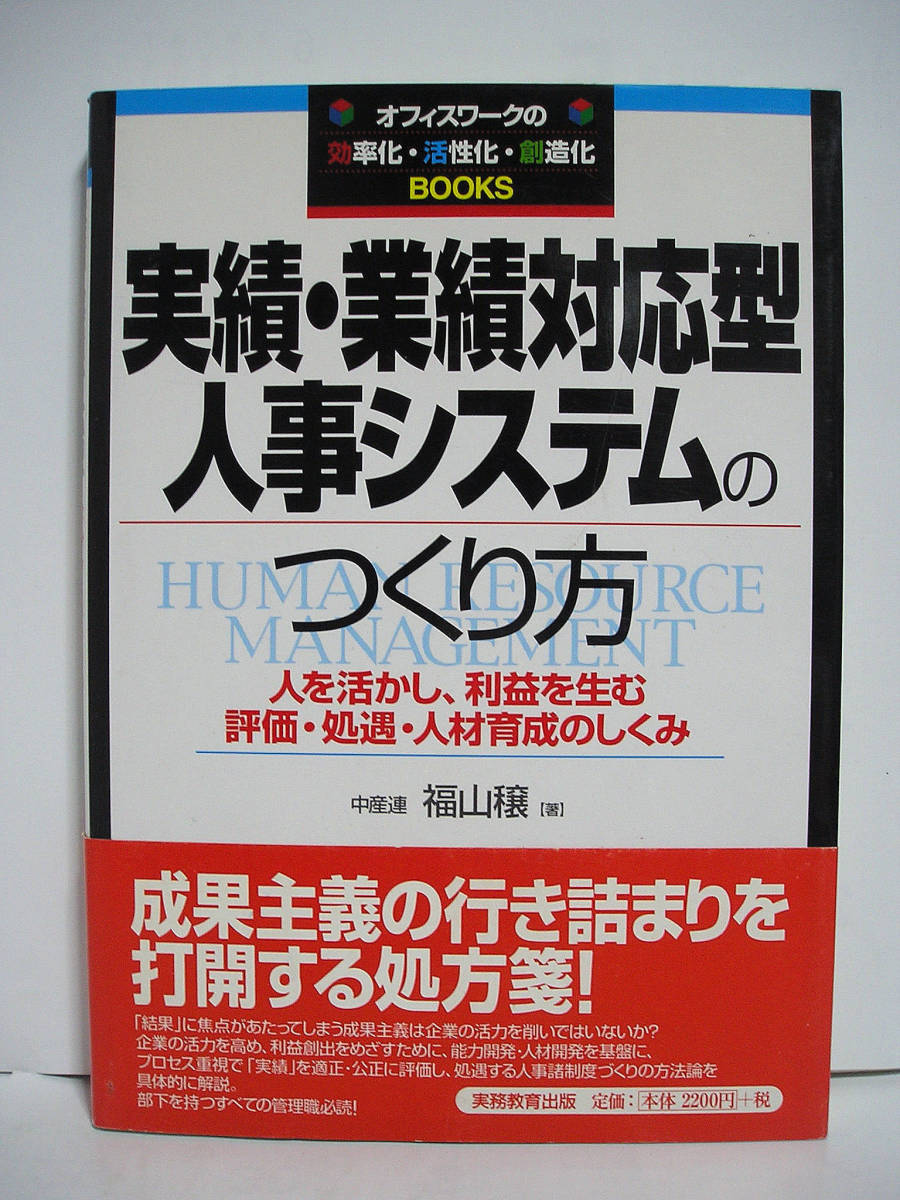 オフィスワークの
効率化・活性化・創造化
BOOKS
実績・業績対応型
人事システムの
つくり方
HUMAN RESOURCE
MANAGEMENT
人を活かし、利益を生む
評価・処遇・人材育成のしくみ
中産連 福山穣【著】
成果主義の行き詰まりを
打開する処方箋!
「結果」に焦点があたってしまう成果主義は企業の活力を削いではいないか?
企業の活力を高め、利益創出をめざすために、能力開発・人材開発を基盤に、
プロセス重視で「実績」を適正・公正に評価し、処遇する人事諸制度づくりの方法論を
具体的に解説。
部下を持つすべての管理職必読!
実務教育出版 定価:本体 2200円+税